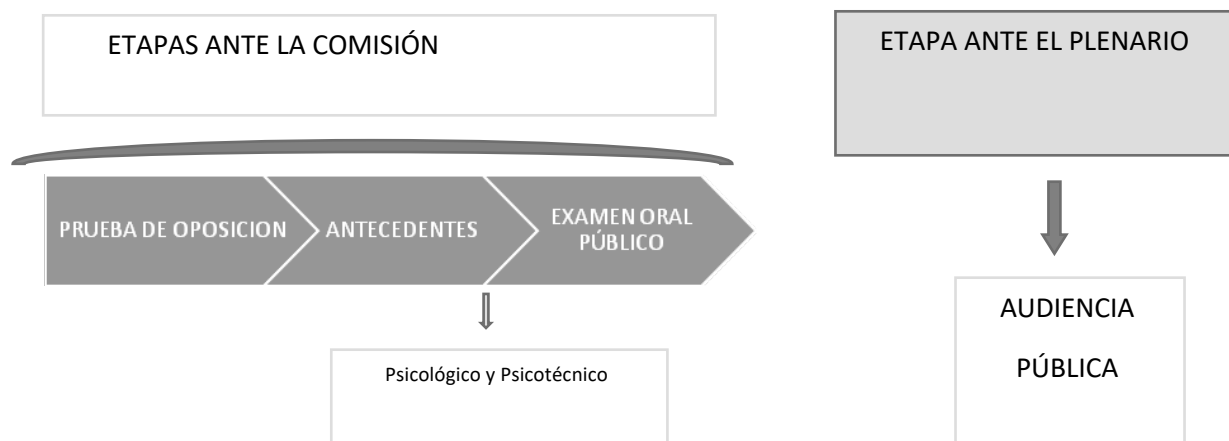 ETAPAS ANTE LA COMISIÓN
ETAPA ANTE EL PLENARIO
PRUEBA DE OPOSICION
ANTECEDENTES
EXAMEN ORAL
PÚBLICO
Psicológico y Psicotécnico
AUDIENCIA
PÚBLICA